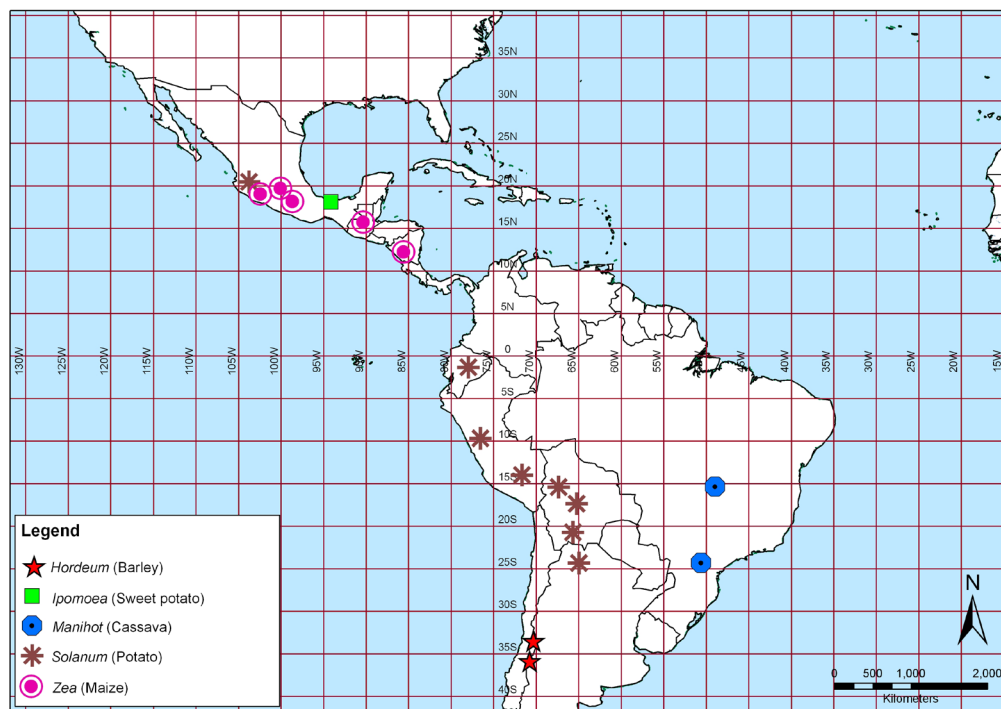 35N
30N
25N
20N
15N
10N
5N
0
130W
125W
120W
115W
110W
105W
100W
95W
90W
85W
80W
75W
70W
65W
60W
55W
50W
45W
40W
35W
30W
25W
20W
15W
5S
10S
15S
20S
25S
30S
35S
40S
Legend
Hordeum (Barley)
Ipomoea (Sweet potato)
Manihot (Cassava)
Solanum (Potato)
Zea (Maize)
N
0 500 1,000 2,000
Kilometers